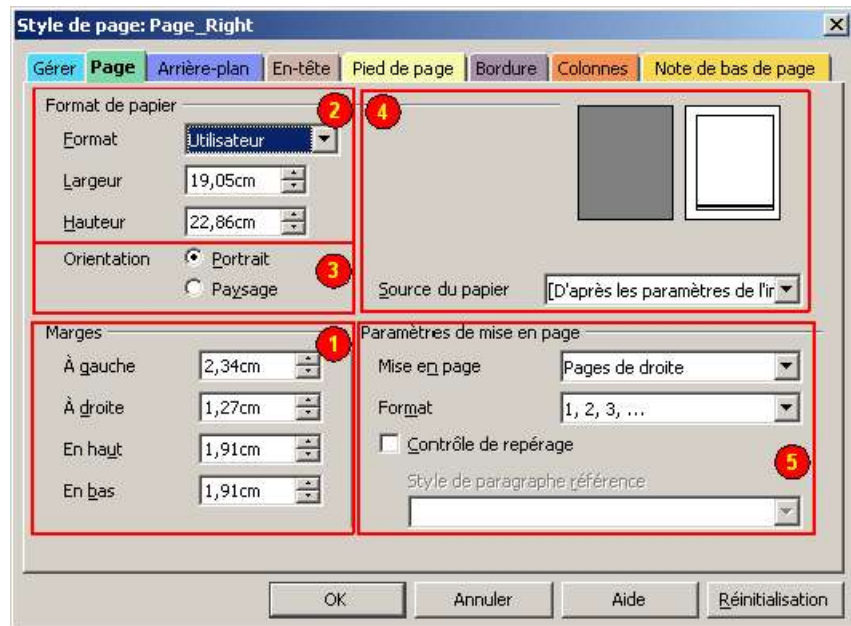 Style de page: Page_Right
Gérer Page Arrière-plan En-tête Pied de page Bordure Colonnes Note de bas de page
Format de papier
2
4
Format Utilisateur
Largeur 19,05cm
Hauteur 22,86cm
Orientation Portrait
Paysage
3
Source du papier [D'après les paramètres de l'ir
Marges
1
À gauche 2,34cm
À droite 1,27cm
En haut 1,91cm
En bas 1,91cm
Paramètres de mise en page
Mise en page Pages de droite
Format 1, 2, 3, ...
Contrôle de repérage
5
Style de paragraphe référence
OK Annuler Aide Réinitialisation